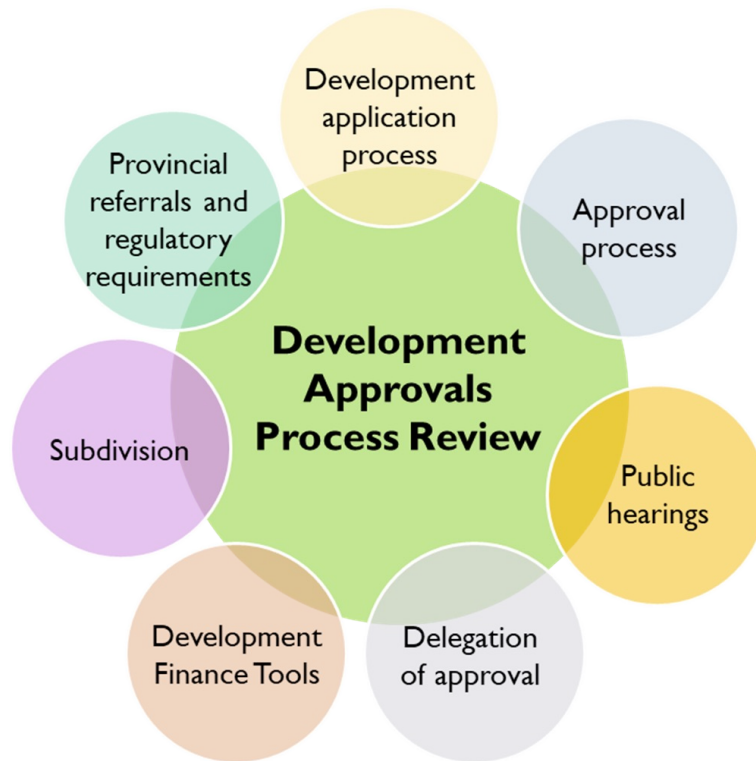 Development
application
process
Provincial
referrals and
regulatory
requirements
Approval
process
Development
Approvals
Process Review
Subdivision
Public
hearings
Development
Finance Tools
Delegation
of approval